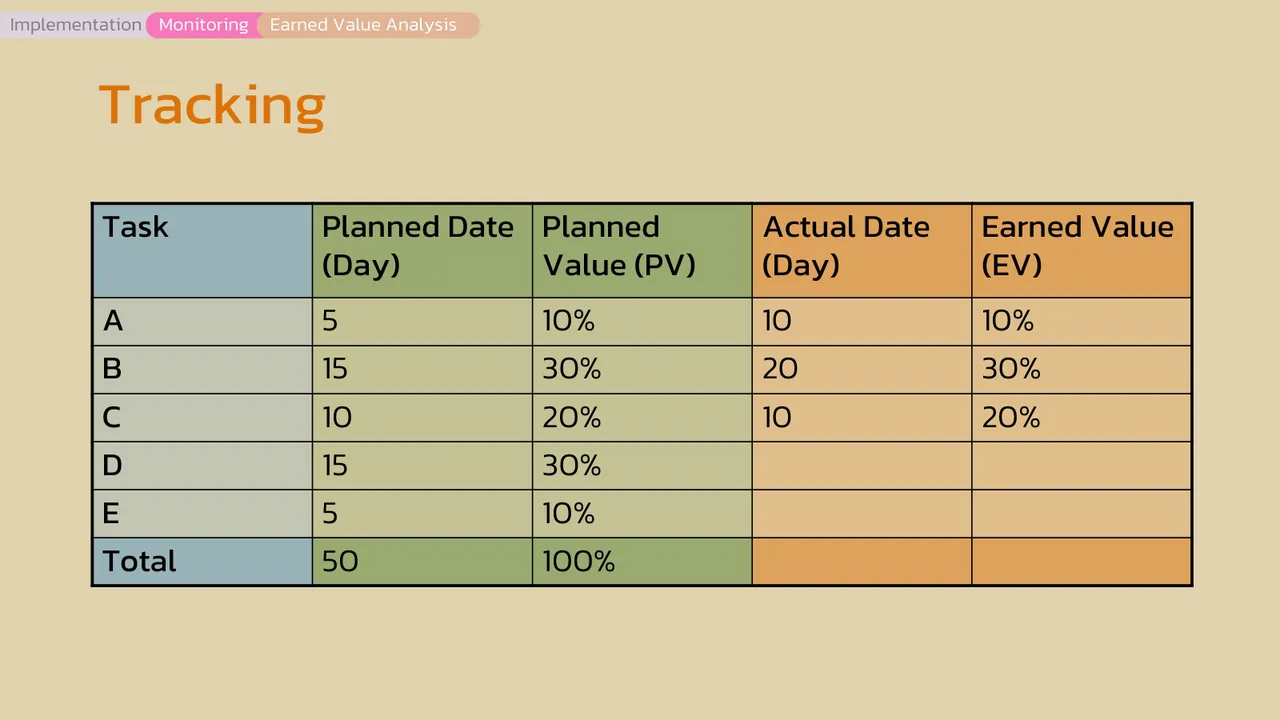 Implementation Monitoring Earned Value Analysis
Tracking
Task Planned Date (Day) Planned Value (PV) Actual Date (Day) Earned Value (EV)
A 5 10% 10 10%
B 15 30% 20 30%
C 10 20% 10 20%
D 15 30%
E 5 10%
Total 50 100%